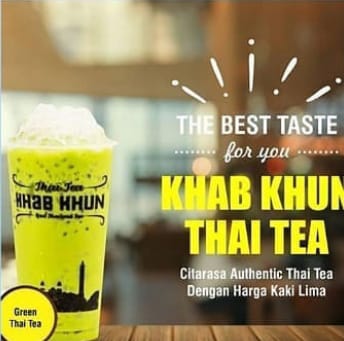 THE BEST TASTE
for you
KHAB KHUN
THAI TEA
Citarasa Authentic Thai Tea
Dengan Harga Kaki Lima
Thai Tea
KHAB KHUN
Green
Thai Tea